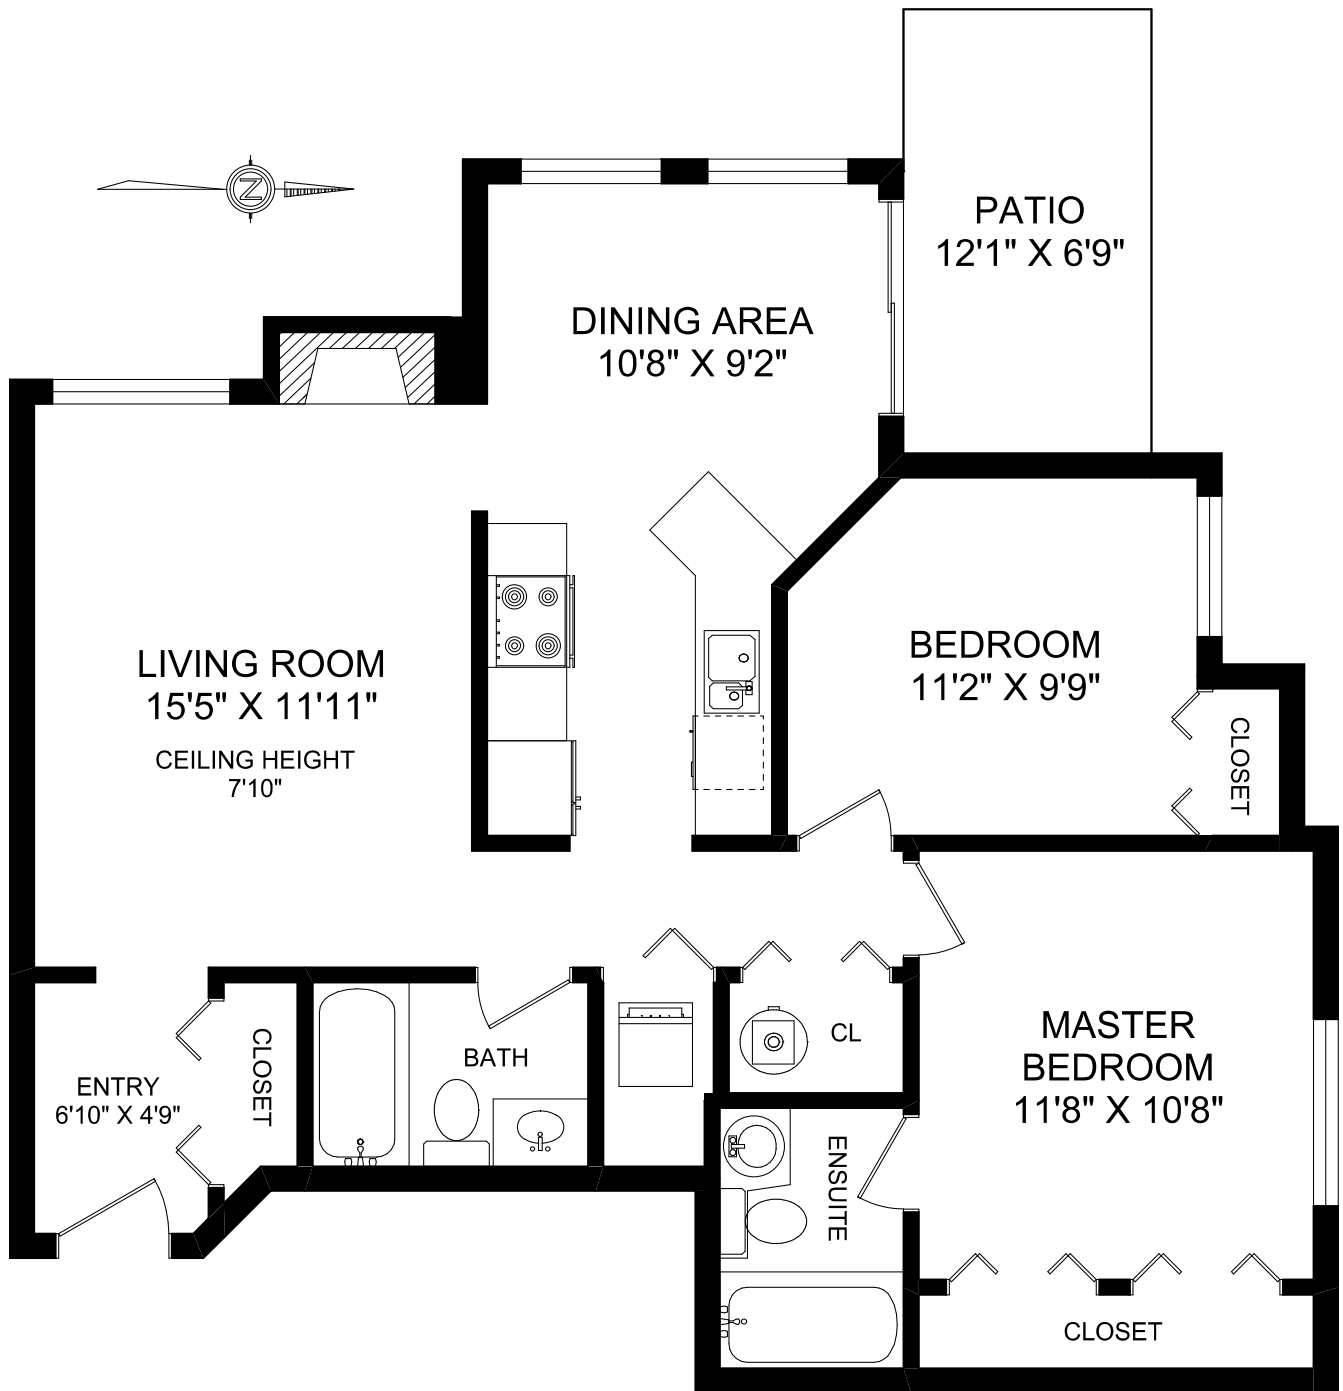 PATIO
12'1" X 6'9"
N
DINING AREA
10'8" X 9'2"
BEDROOM
11'2" X 9'9"
LIVING ROOM
15'5" X 11'11"
CEILING HEIGHT
7'10"
CLOSET
MASTER
BEDROOM
11'8" X 10'8"
CL
BATH
CLOSET
ENTRY
6'10" X 4'9"
ENSUITE
CLOSET